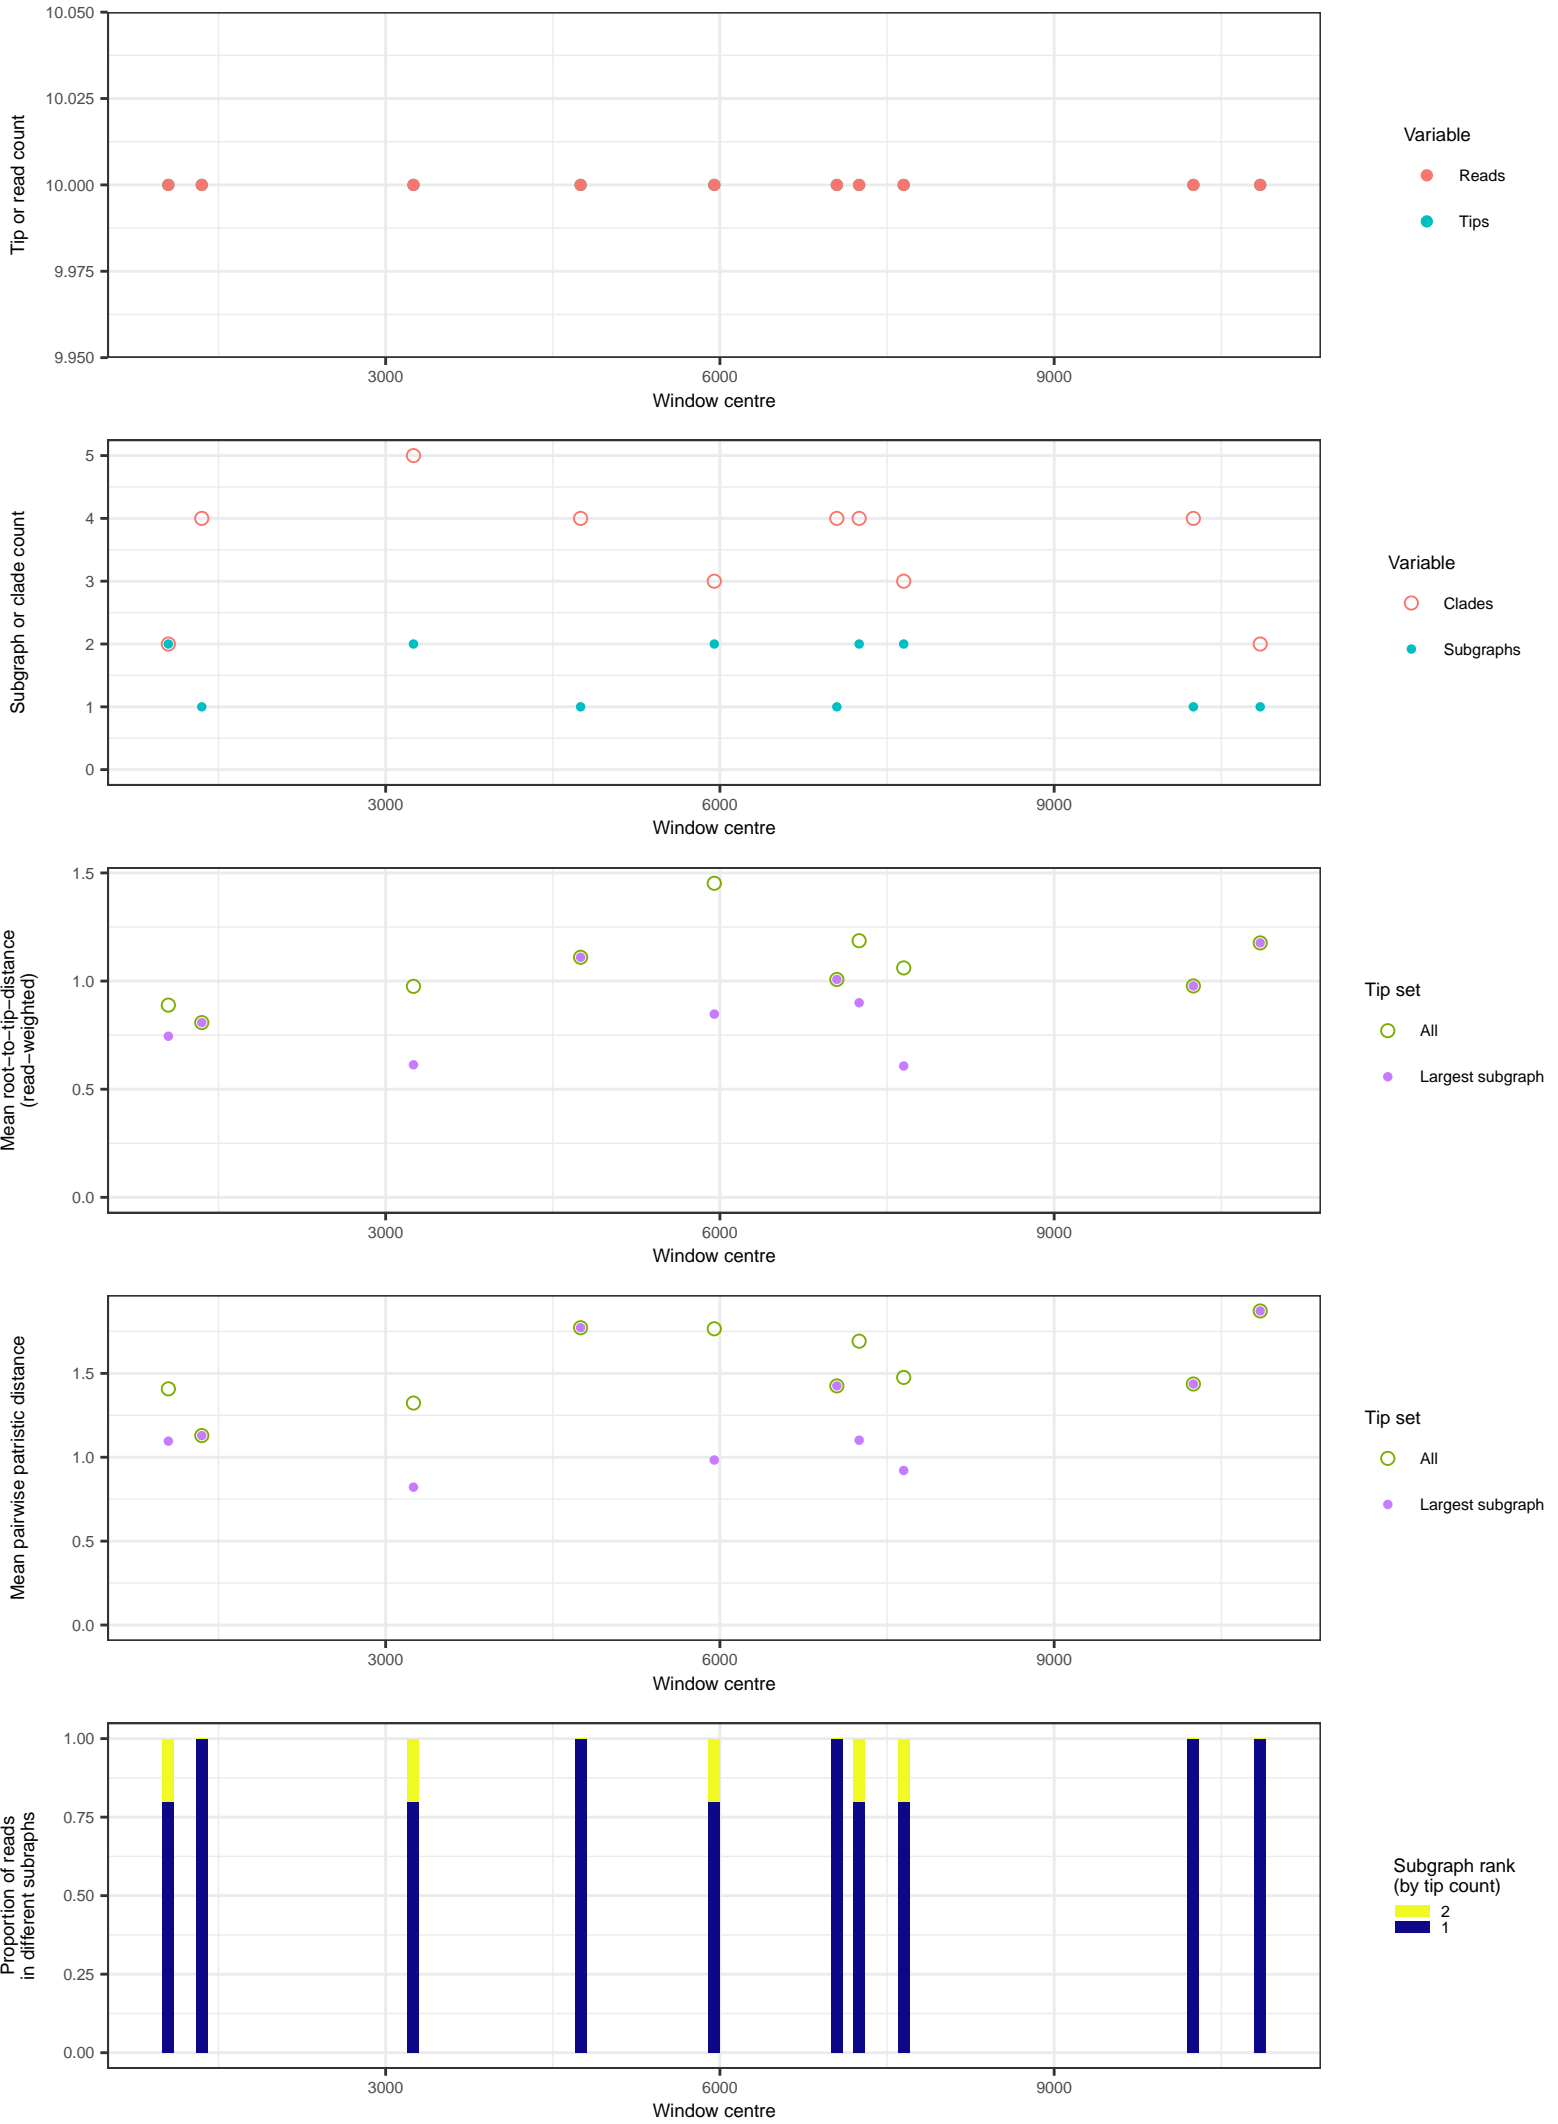 10.050
10.025
10.000
9.975
9.950
Tip or read count
3000
6000
9000
Window centre
Variable
Reads
Tips
5
4
3
2
1
0
Subgraph or clade count
3000
6000
9000
Window centre
Variable
Clades
Subgraphs
1.5
1.0
0.5
0.0
Mean root−to−tip−distance
(read−weighted)
3000
6000
9000
Window centre
Tip set
All
Largest subgraph
1.5
1.0
0.5
0.0
Mean pairwise patristic distance
3000
6000
9000
Window centre
Tip set
All
Largest subgraph
1.00
0.75
0.50
0.25
0.00
Proportion of reads
in different subraphs
3000
6000
9000
Window centre
Subgraph rank
(by tip count)
2
1